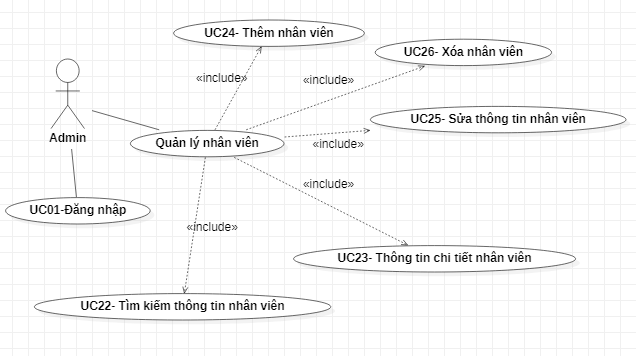 UC24- Thêm nhân viên
UC26- Xóa nhân viên
«include»
«include»
UC25- Sửa thông tin nhân viên
Admin
Quản lý nhân viên
«include»
«include»
UC01-Đăng nhập
«include»
UC23- Thông tin chi tiết nhân viên
UC22- Tìm kiếm thông tin nhân viên